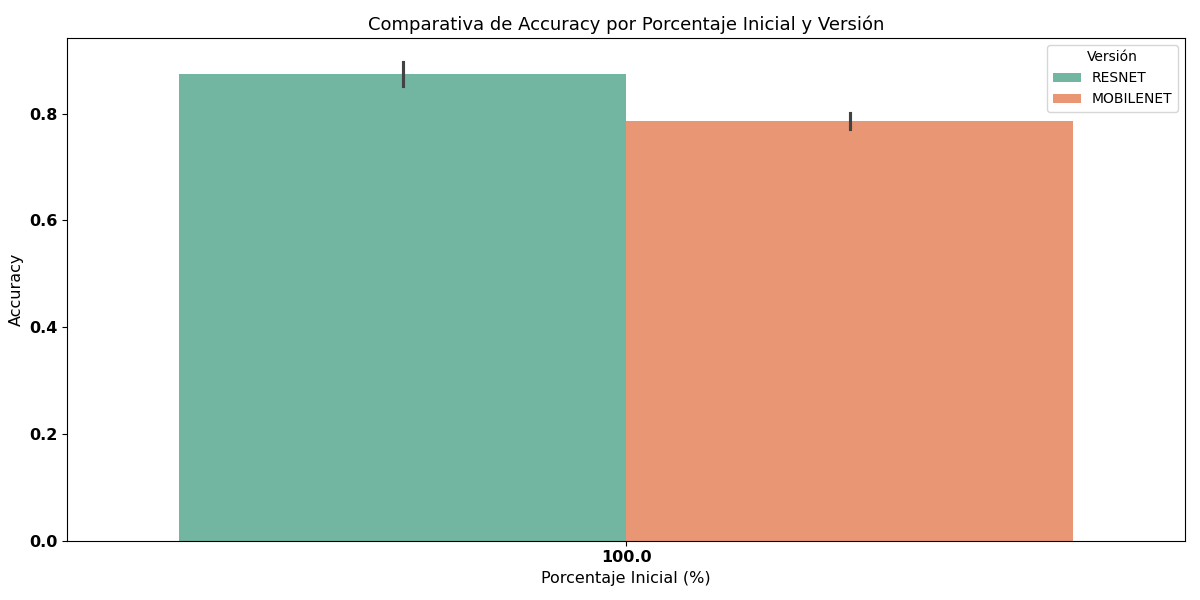 Comparativa de Accuracy por Porcentaje Inicial y Versión
Versión
RESNET
MOBILENET
Accuracy
0.8
0.6
0.4
0.2
0.0
100.0
Porcentaje Inicial (%)